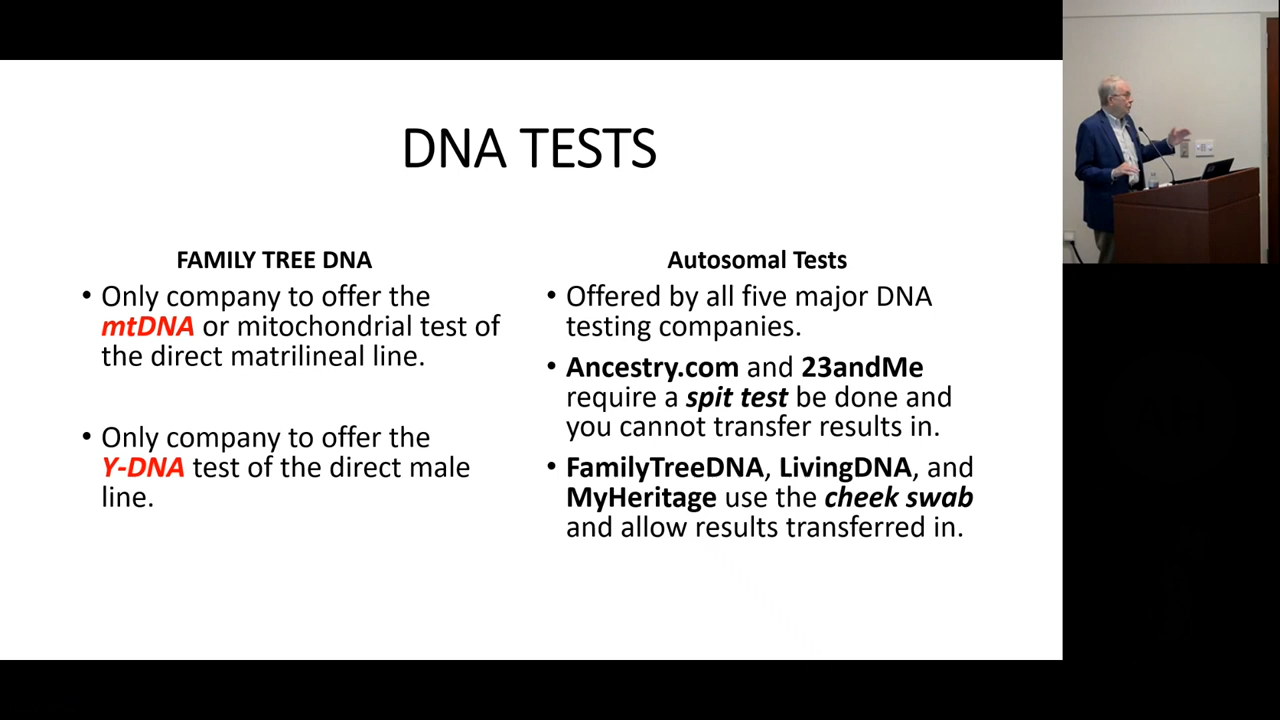 DNA TESTS
FAMILY TREE DNA
• Only company to offer the
mtDNA or mitochondrial test of
the direct matrilineal line.
• Only company to offer the
Y-DNA test of the direct male
line.
Autosomal Tests
• Offered by all five major DNA
testing companies.
• Ancestry.com and 23andMe
require a spit test be done and
you cannot transfer results in.
• FamilyTreeDNA, LivingDNA, and
MyHeritage use the cheek swab
and allow results transferred in.